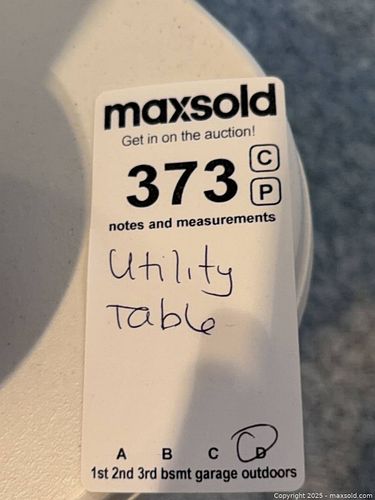 maxsold
Get in on the auction!
373 C
P
notes and measurements
Utility
Table
A B C D
1st 2nd 3rd bsmt garage outdoors
Copyright 2025 - maxsold.com